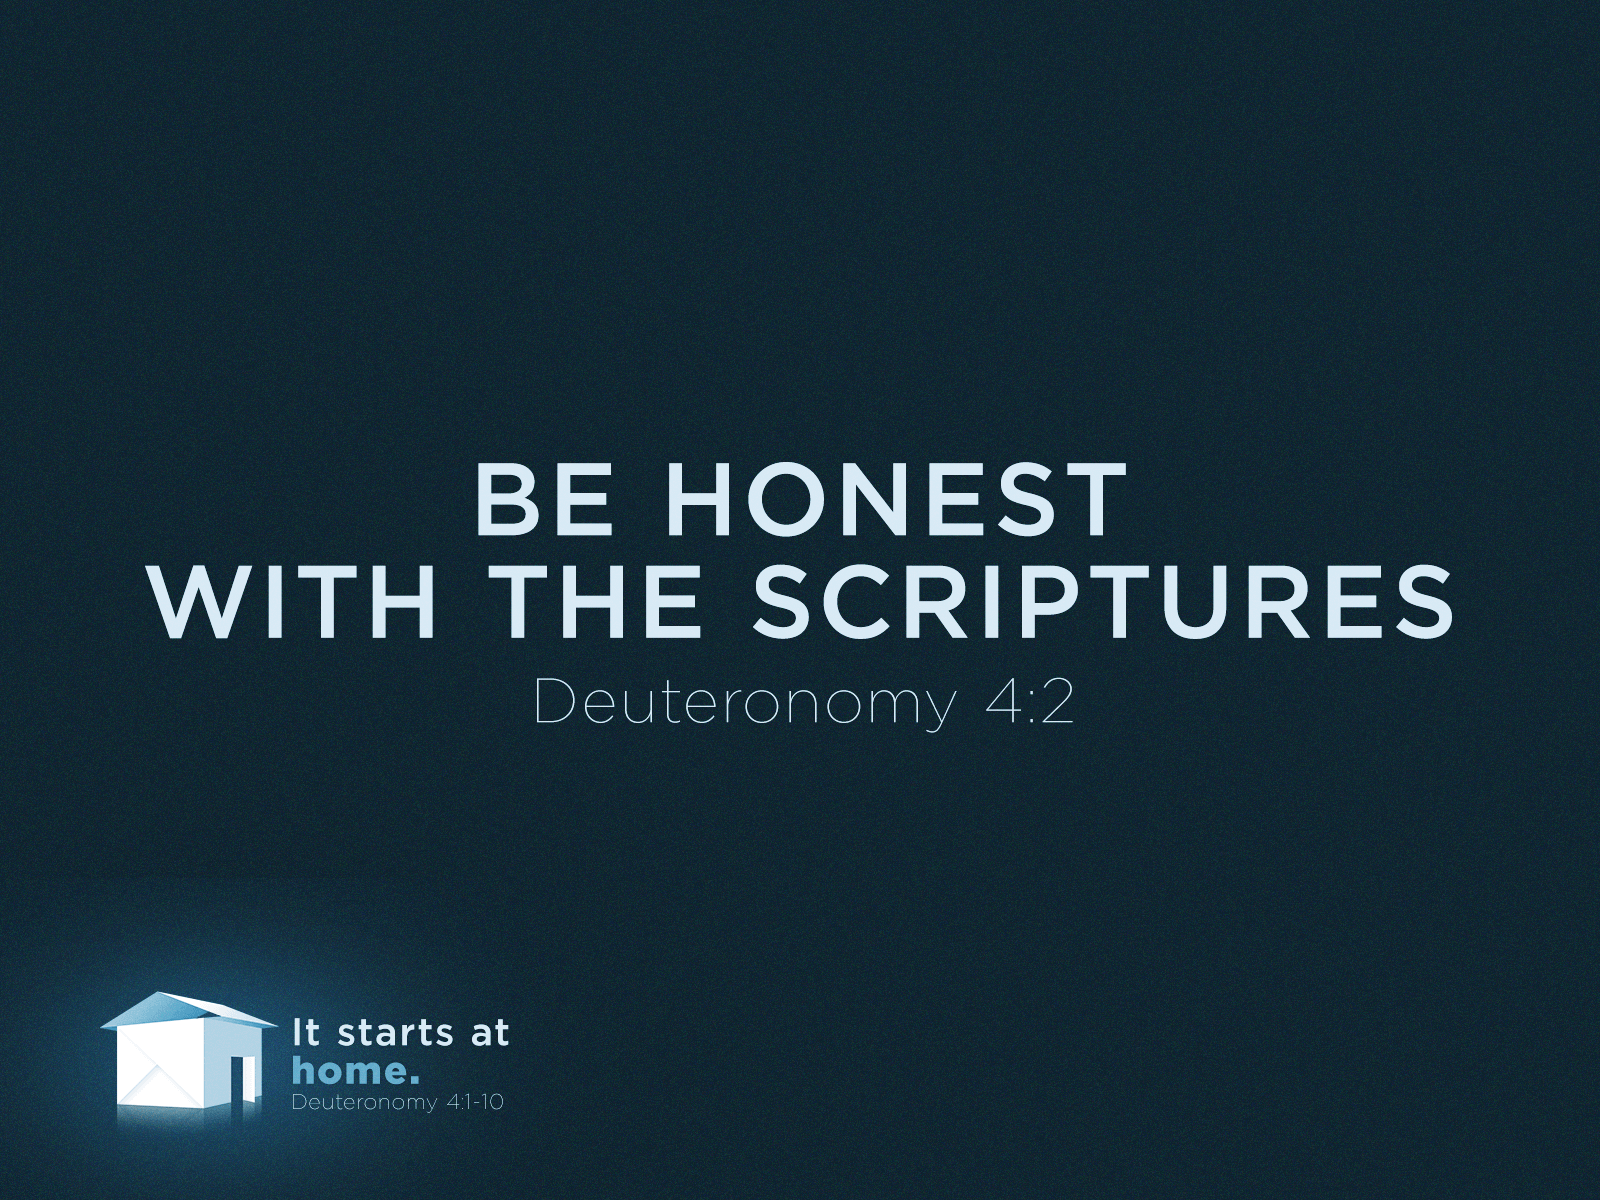 BE HONEST
WITH THE SCRIPTURES
Deuteronomy 4:2
It starts at
home.
Deuteronomy 4:1-10